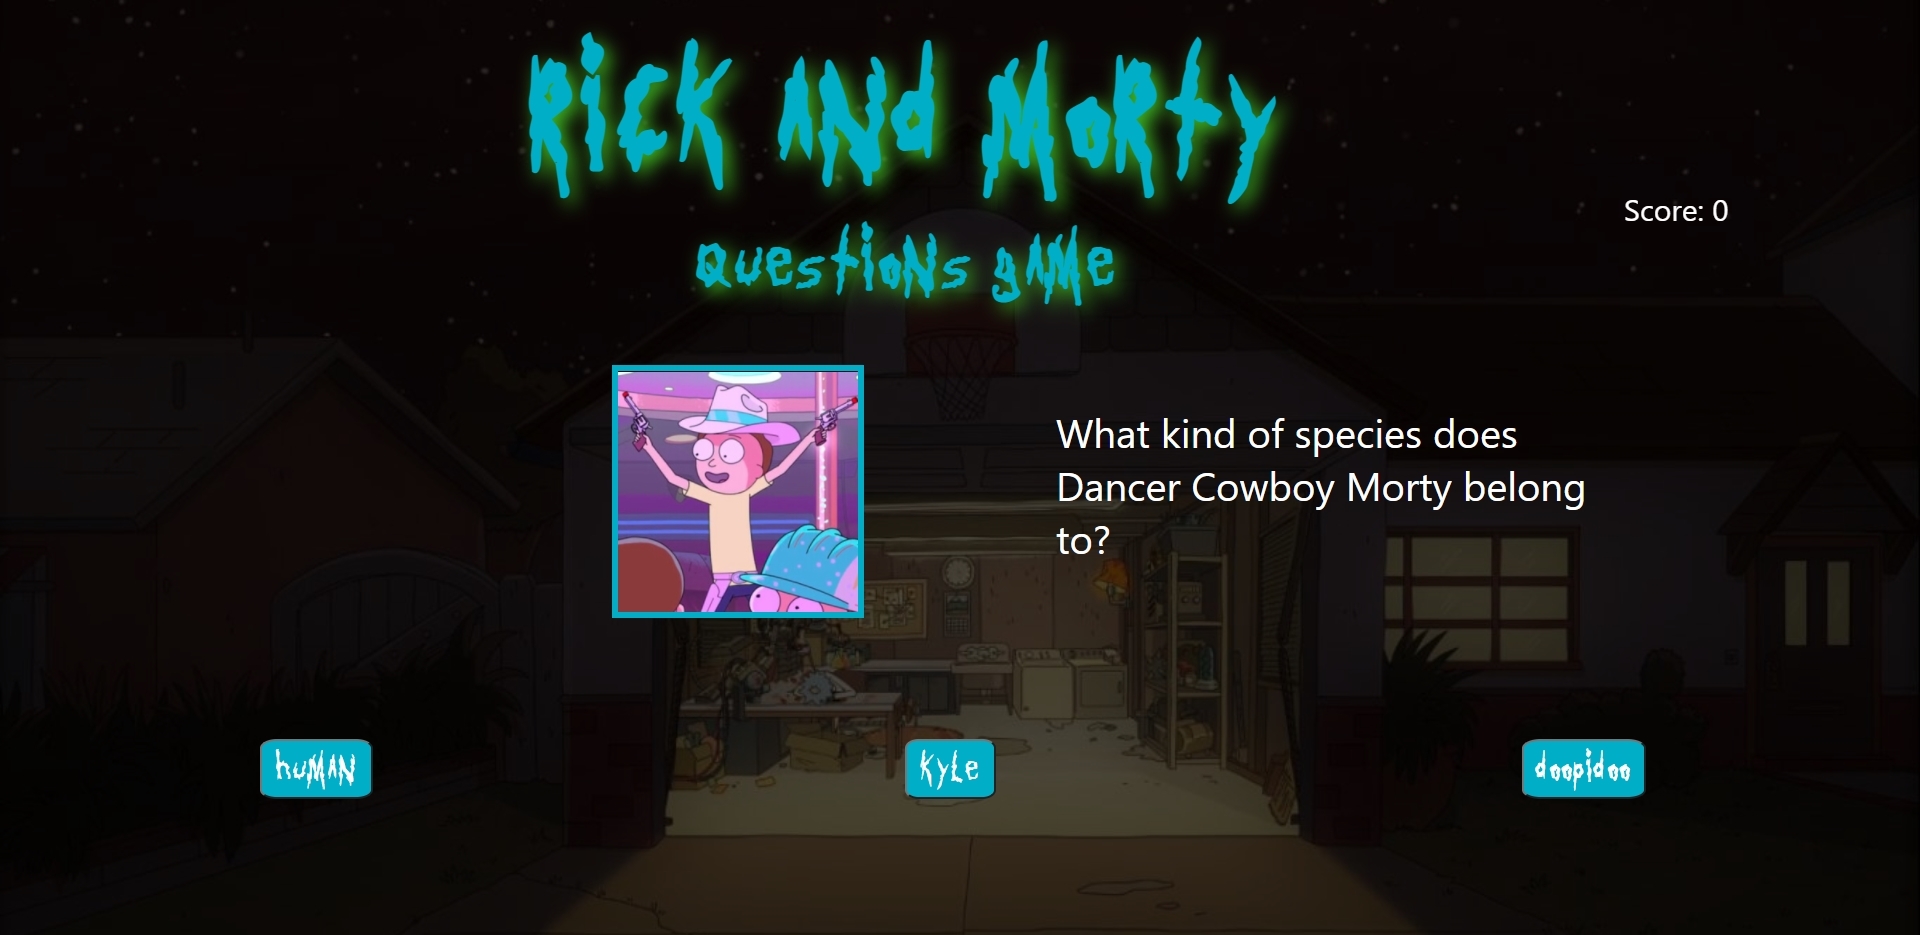 Rick and Morty
Questions game
Score: 0
What kind of species does
Dancer Cowboy Morty belong
to?
human
Kyle
doopidoo